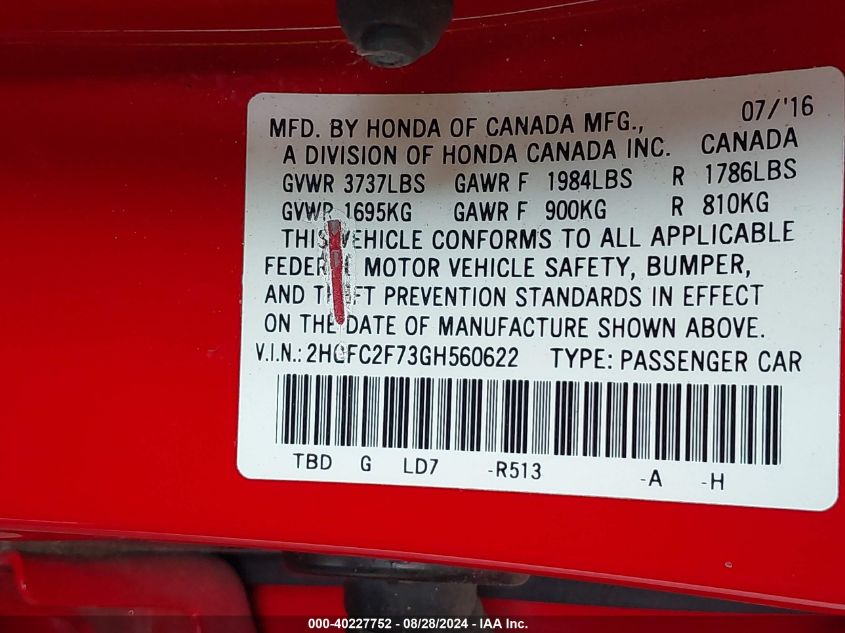 07/'16
MFD. BY HONDA OF CANADA MFG.,
A DIVISION OF HONDA CANADA INC. CANADA
GVWR 3737LBS GAWR F 1984LBS R 1786LBS
GVWR 1695KG GAWR F 900KG R 810KG
THIS VEHICLE CONFORMS TO ALL APPLICABLE
FEDERAL MOTOR VEHICLE SAFETY, BUMPER,
AND THEFT PREVENTION STANDARDS IN EFFECT
ON THE DATE OF MANUFACTURE SHOWN ABOVE.
V.I.N.: 2HGFC2F73GH560622 TYPE: PASSENGER CAR
TBD G LD7 -R513 -A -H
000-40227752 - 08/28/2024 - IAA Inc.